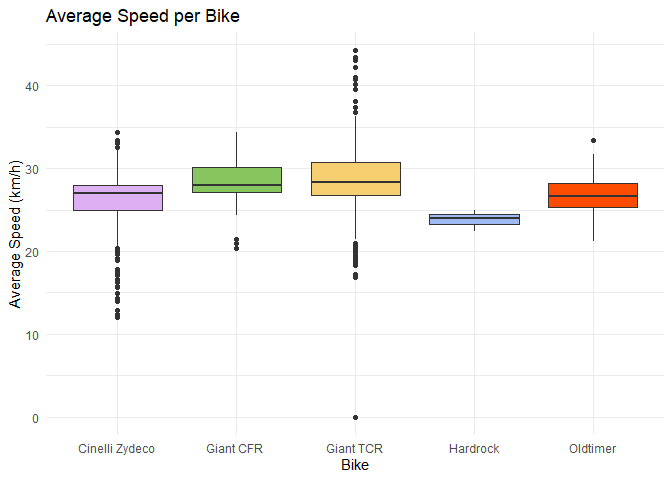 Average Speed per Bike
Average Speed (km/h)
40
30
20
10
0
Cinelli Zydeco
Giant CFR
Giant TCR
Hardrock
Oldtimer
Bike